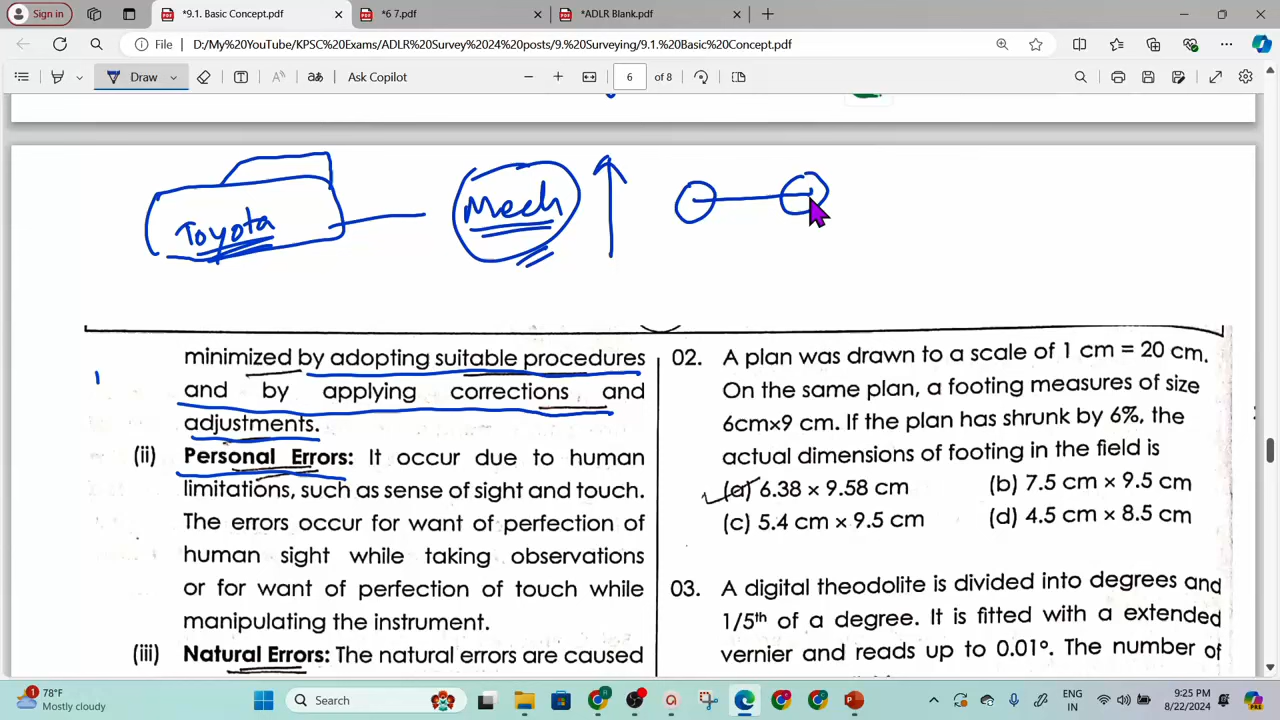 Sign in
*9.1. Basic Concept.pdf
*6 7.pdf
*ADLR Blank.pdf
File
D:/My%20YouTube/KPSC%20Exams/ADLR%20Survey%202024%20posts/9%20Surveying/9.1.%20Basic%20Concept.pdf
Draw
Ask Copilot
6 of 8
Toyota
Mech
minimized by adopting suitable procedures
and by applying corrections and
adjustments.
(ii) Personal Errors: It occur due to human
limitations, such as sense of sight and touch.
The errors occur for want of perfection of
human sight while taking observations
or for want of perfection of touch while
manipulating the instrument.
(iii) Natural Errors: The natural errors are caused
02. A plan was drawn to a scale of 1 cm = 20 cm.
On the same plan, a footing measures of size
6cm×9 cm. If the plan has shrunk by 6%, the
actual dimensions of footing in the field is
(a) 6.38 × 9.58 cm (b) 7.5 cm × 9.5 cm
(c) 5.4 cm × 9.5 cm (d) 4.5 cm × 8.5 cm
03. A digital theodolite is divided into degrees and
1/5th of a degree. It is fitted with a extended
vernier and reads up to 0.01°. The number of
1
78°F
Mostly cloudy
Search
ENG
IN
9:25 PM
8/22/2024